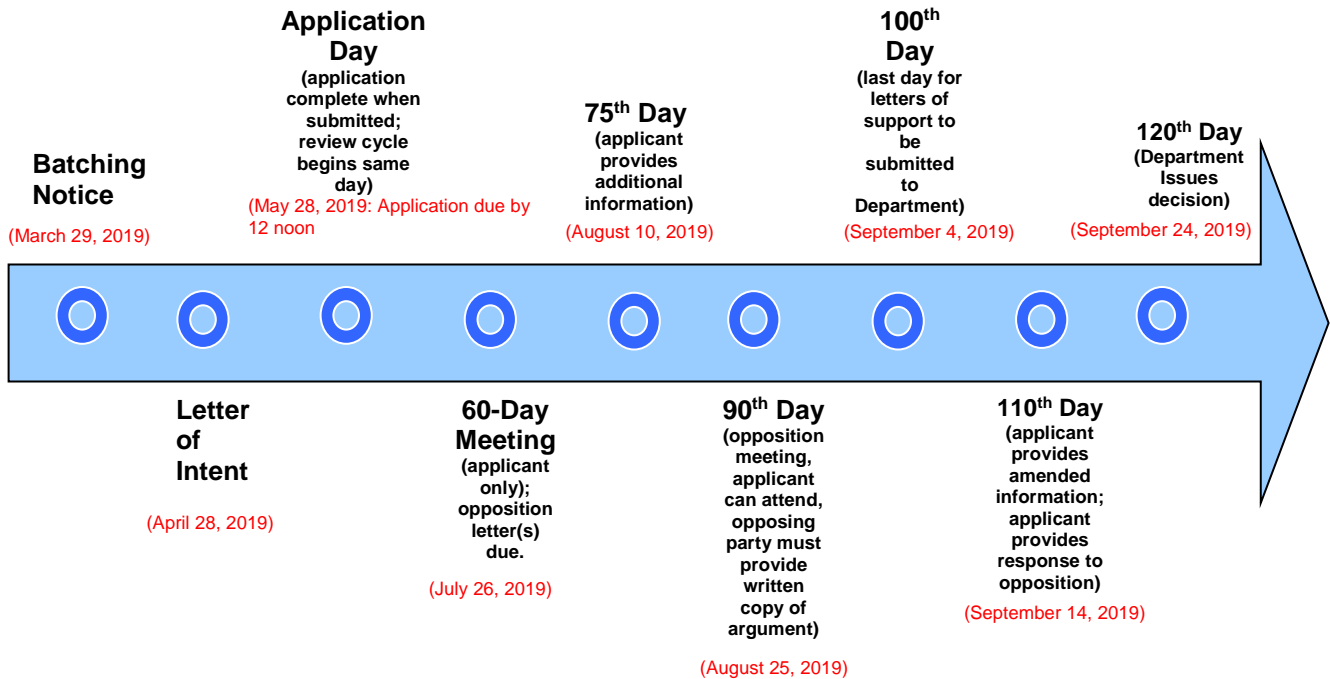 Batching
Notice
(March 29, 2019)
Application
Day
(application
complete when
submitted;
review cycle
begins same
day)
(May 28, 2019: Application due by
12 noon
75th Day
(applicant
provides
additional
information)
(August 10, 2019)
100th
Day
(last day for
letters of
support to
be
submitted
to
Department)
(September 4, 2019)
120th Day
(Department
Issues
decision)
(September 24, 2019)
Letter
of
Intent
(April 28, 2019)
60-Day
Meeting
(applicant
only);
opposition
letter(s)
due.
(July 26, 2019)
90th Day
(opposition
meeting,
applicant
can attend,
opposing
party must
provide
written
copy of
argument)
(August 25, 2019)
110th Day
(applicant
provides
amended
information;
applicant
provides
response to
opposition)
(September 14, 2019)